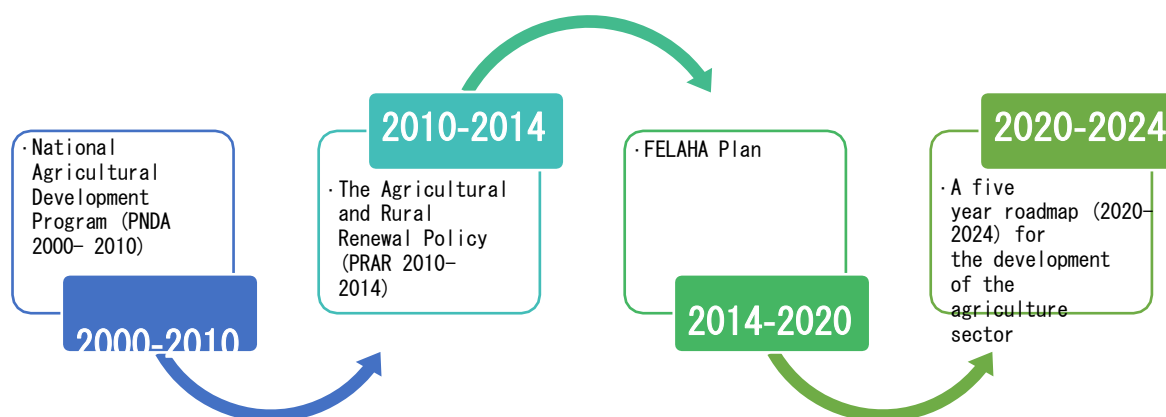 ·National
Agricultural
Development
Program (PNDA
2000– 2010)
2000-2010
2010-2014
·The Agricultural
and Rural
Renewal Policy
(PRAR 2010–
2014)
·FELAHA Plan
2014-2020
2020-2024
·A five
year roadmap (2020–
2024) for
the development
of the
agriculture
sector